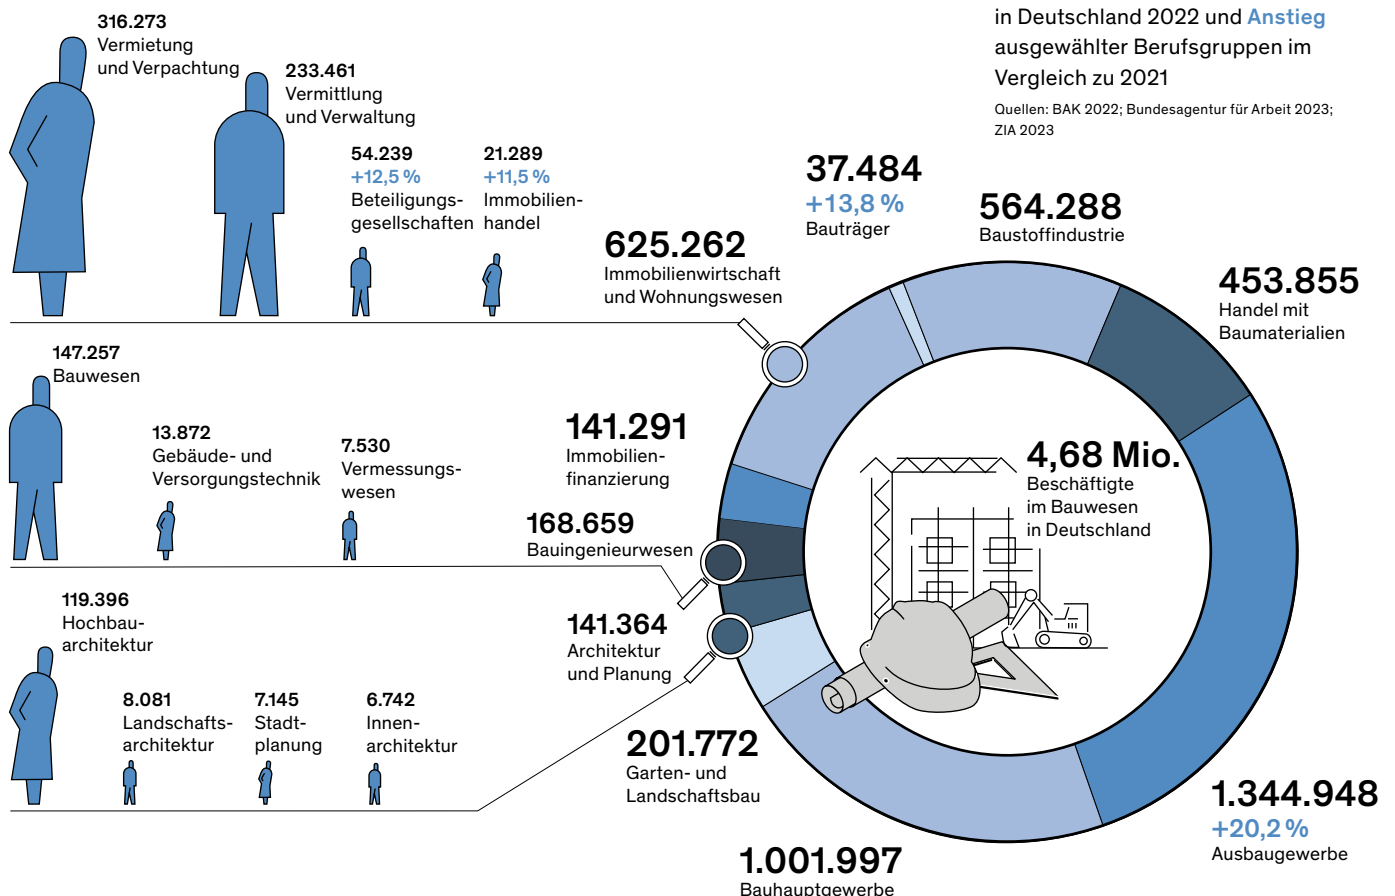 in Deutschland 2022 und Anstieg
ausgewählter Berufsgruppen im
Vergleich zu 2021
Quellen: BAK 2022; Bundesagentur für Arbeit 2023;
ZIA 2023
316.273
Vermietung
und Verpachtung
233.461
Vermittlung
und Verwaltung
54.239
+12,5 %
Beteiligungs-
gesellschaften
21.289
+11,5 %
Immobilien-
handel
625.262
Immobilienwirtschaft
und Wohnungswesen
37.484
+13,8 %
Bauträger
564.288
Baustoffindustrie
453.855
Handel mit
Baumaterialien
147.257
Bauwesen
13.872
Gebäude- und
Versorgungstechnik
7.530
Vermessungs-
wesen
141.291
Immobilien-
finanzierung
168.659
Bauingenieurwesen
4,68 Mio.
Beschäftigte
im Bauwesen
in Deutschland
119.396
Hochbau-
architektur
8.081
Landschafts-
architektur
7.145
Stadt-
planung
6.742
Innen-
architektur
141.364
Architektur
und Planung
201.772
Garten- und
Landschaftsbau
1.001.997
Bauhauptgewerbe
1.344.948
+20,2 %
Ausbaugewerbe